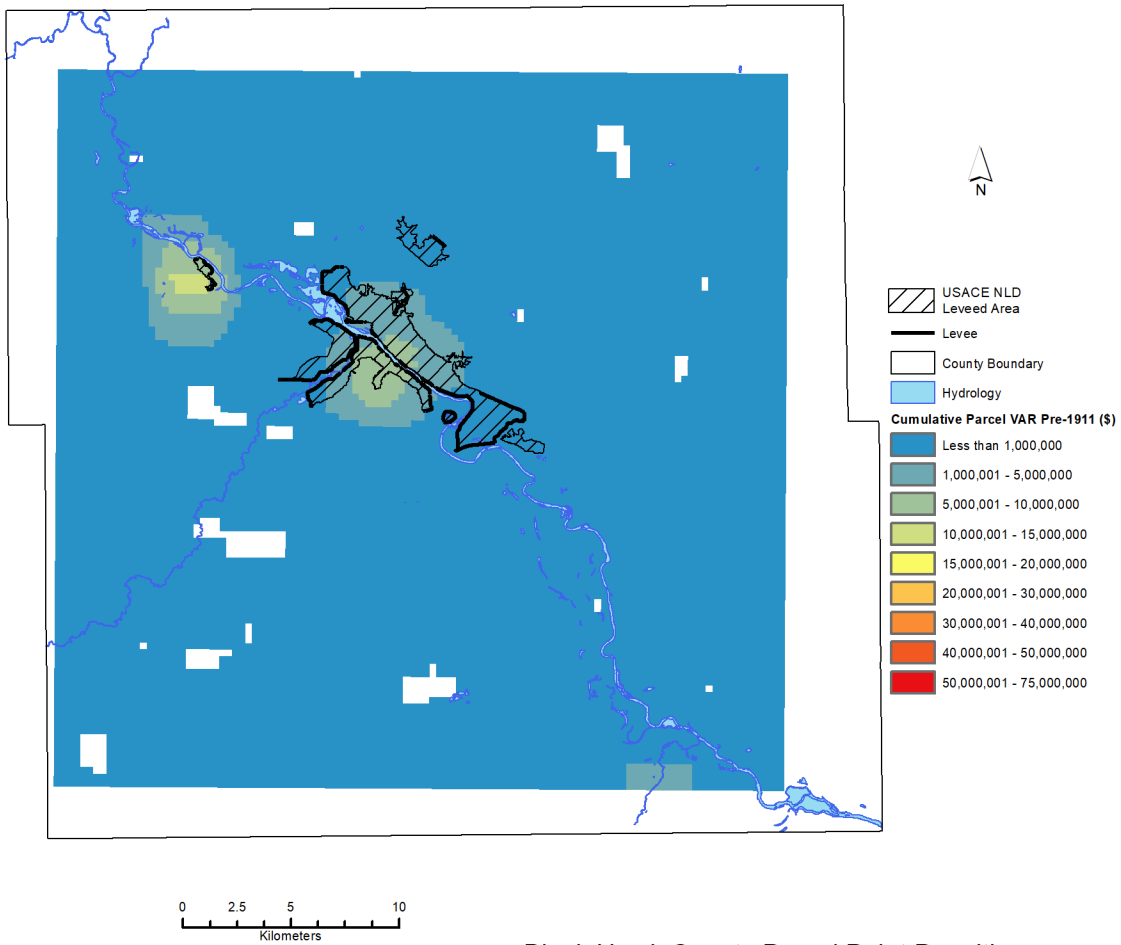 N
USACE NLD
Leveed Area
Levee
County Boundary
Hydrology
Cumulative Parcel VAR Pre-1911 ($)
Less than 1,000,000
1,000,001 - 5,000,000
5,000,001 - 10,000,000
10,000,001 - 15,000,000
15,000,001 - 20,000,000
20,000,001 - 30,000,000
30,000,001 - 40,000,000
40,000,001 - 50,000,000
50,000,001 - 75,000,000
0 2.5 5 10
Kilometers